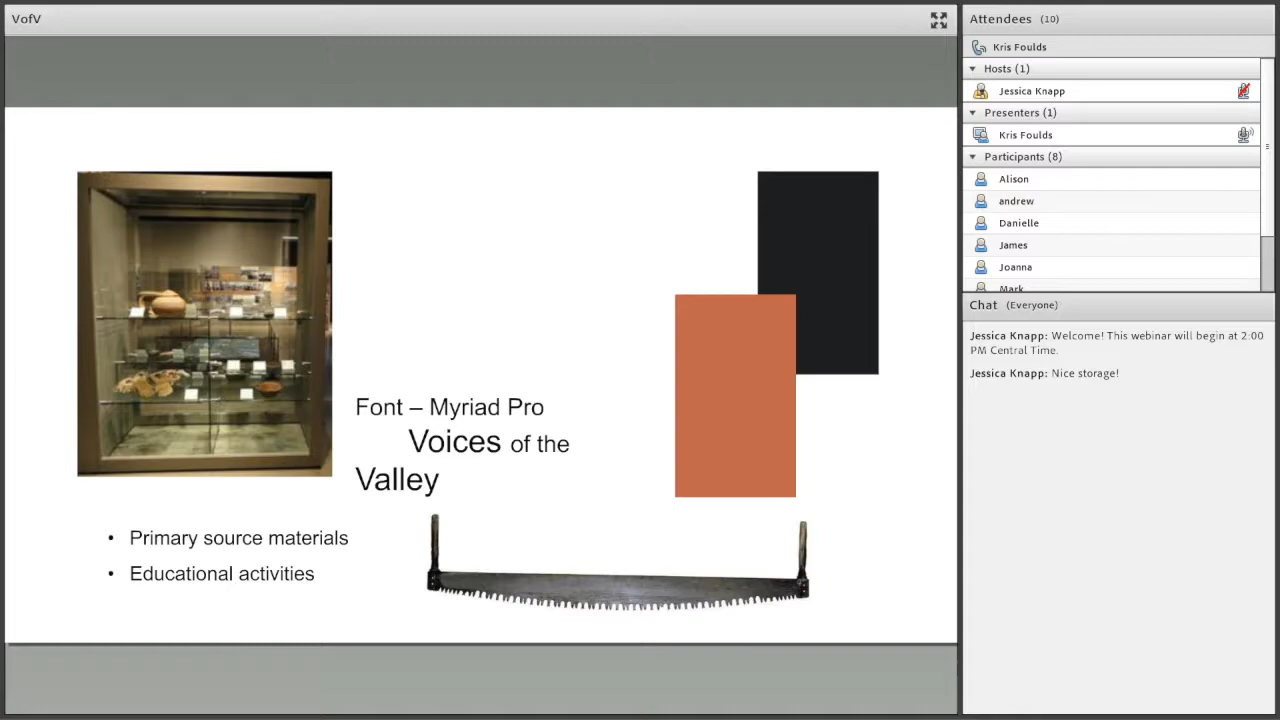 VofV
Font – Myriad Pro
Voices of the
Valley
• Primary source materials
• Educational activities
Attendees (10)
Kris Foulds
Hosts (1)
Jessica Knapp
Presenters (1)
Kris Foulds
Participants (8)
Alison
andrew
Danielle
James
Joanna
Mark
Chat (Everyone)
Jessica Knapp: Welcome! This webinar will begin at 2:00
PM Central Time.
Jessica Knapp: Nice storage!